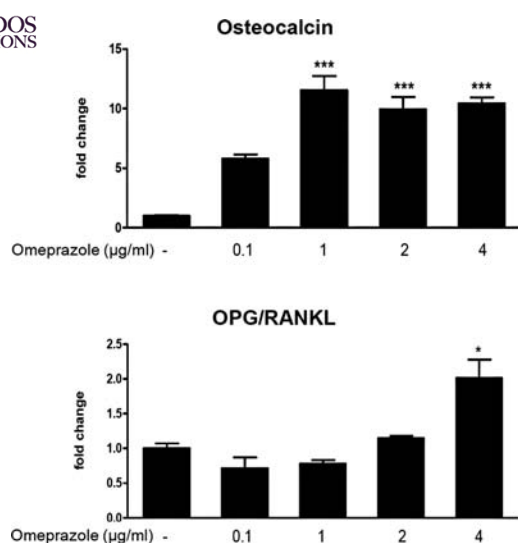 DOS
IONS
Osteocalcin
15
10
5
0
fold change
*** *** ***
Omeprazole (µg/ml) - 0.1 1 2 4
OPG/RANKL
2.5
2.0
1.5
1.0
0.5
0.0
fold change
*
Omeprazole (µg/ml) - 0.1 1 2 4